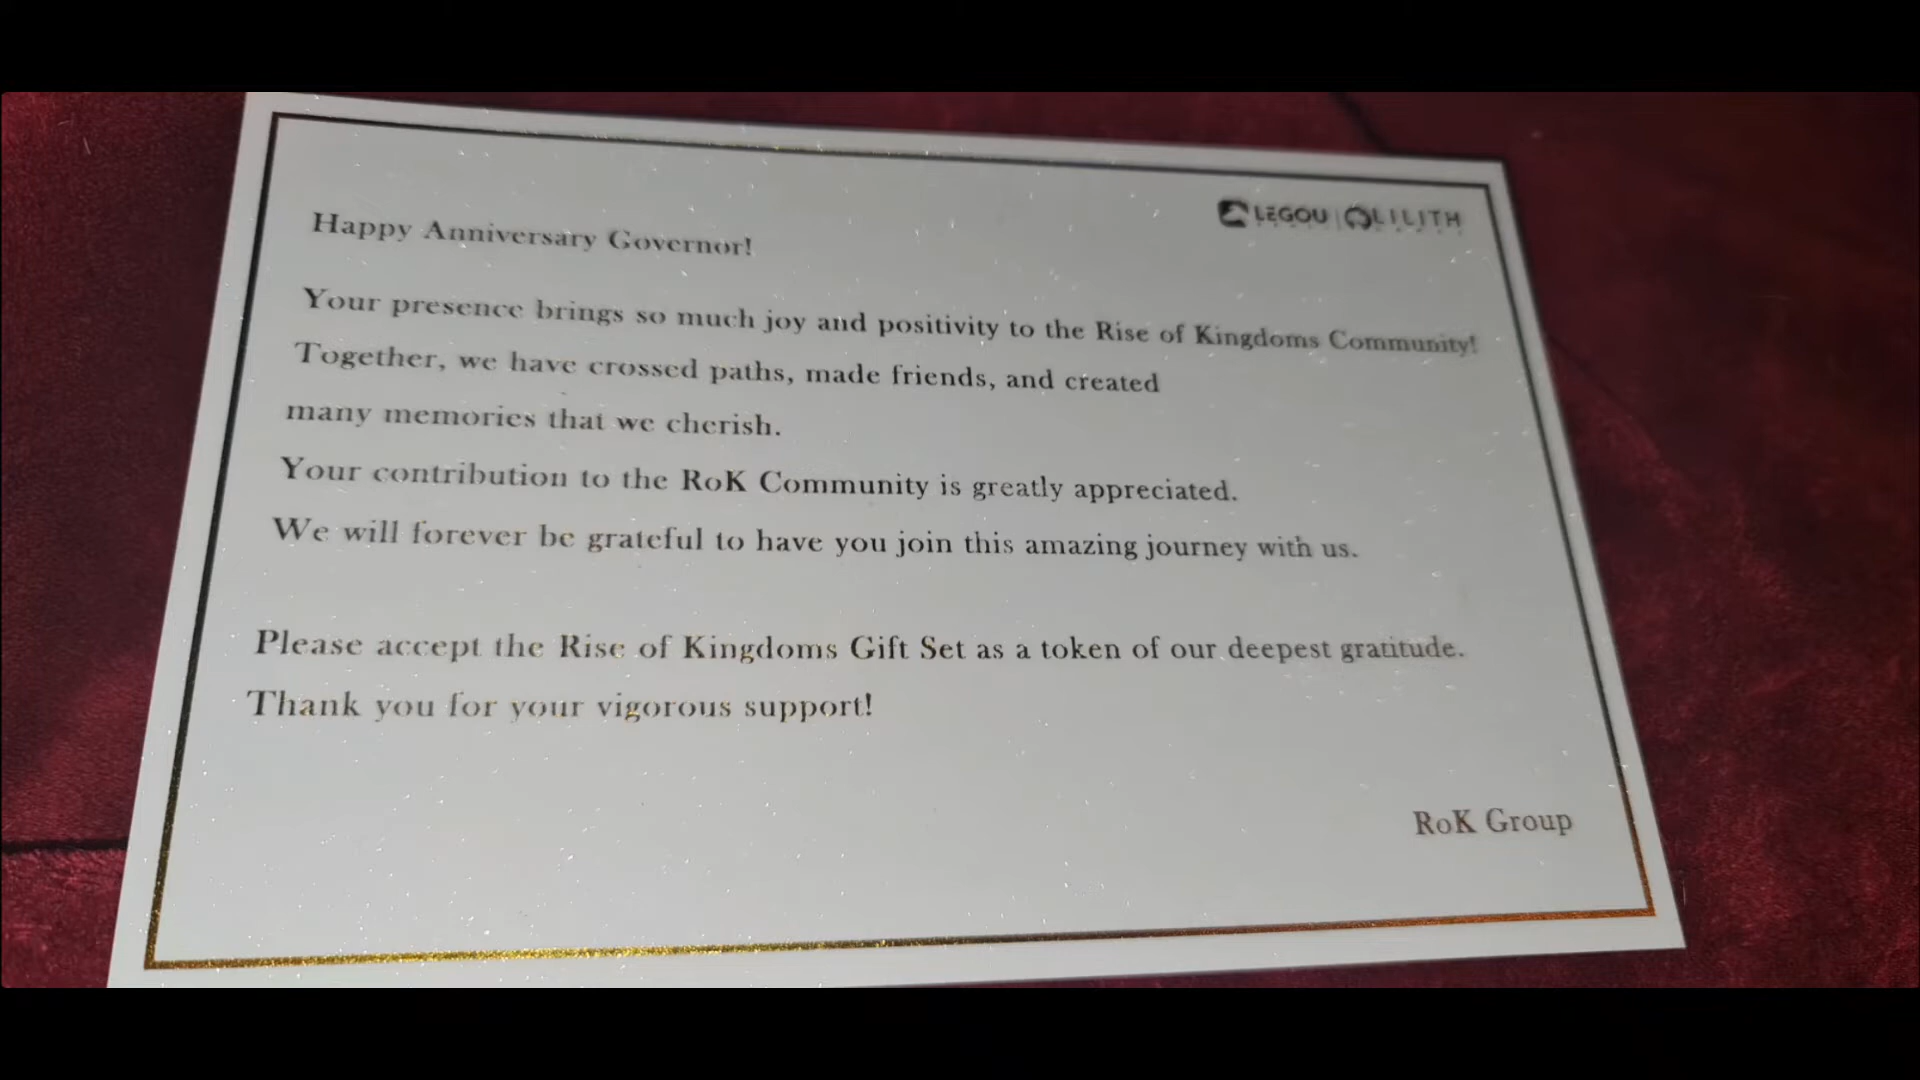 LEGOU | LILITH
Happy Anniversary Governor!
Your presence brings so much joy and positivity to the Rise of Kingdoms Community!
Together, we have crossed paths, made friends, and created
many memories that we cherish.
Your contribution to the RoK Community is greatly appreciated.
We will forever be grateful to have you join this amazing journey with us.
Please accept the Rise of Kingdoms Gift Set as a token of our deepest gratitude.
Thank you for your vigorous support!
RoK Group